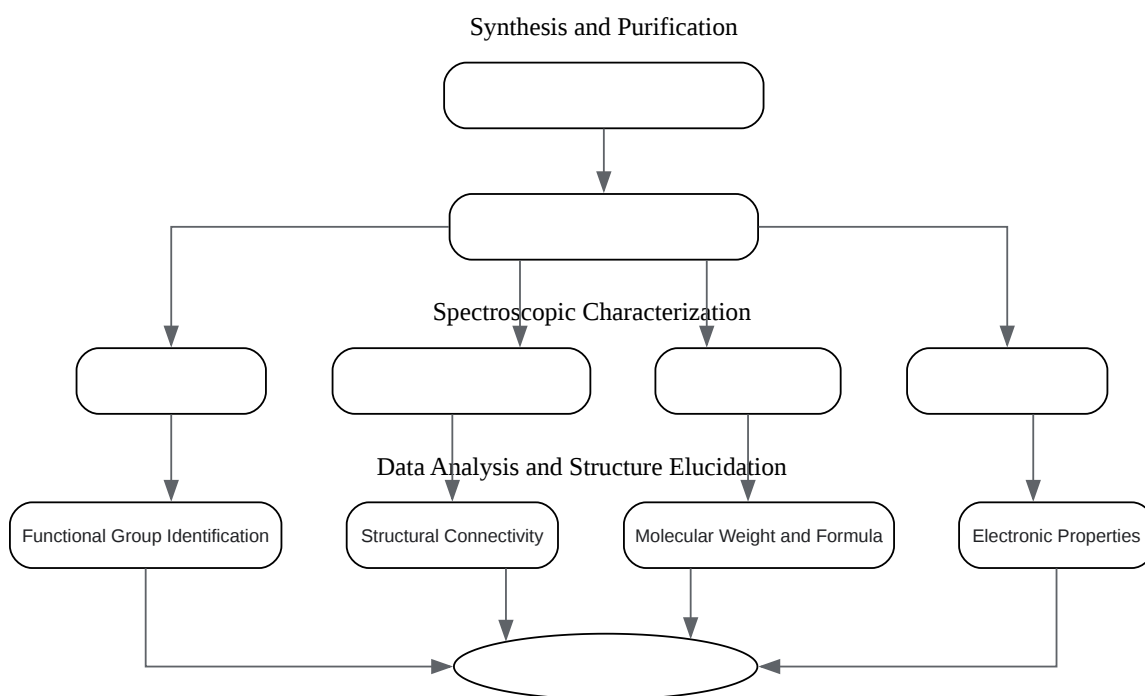 Synthesis and Purification
Spectroscopic Characterization
Data Analysis and Structure Elucidation
Functional Group Identification
Structural Connectivity
Molecular Weight and Formula
Electronic Properties